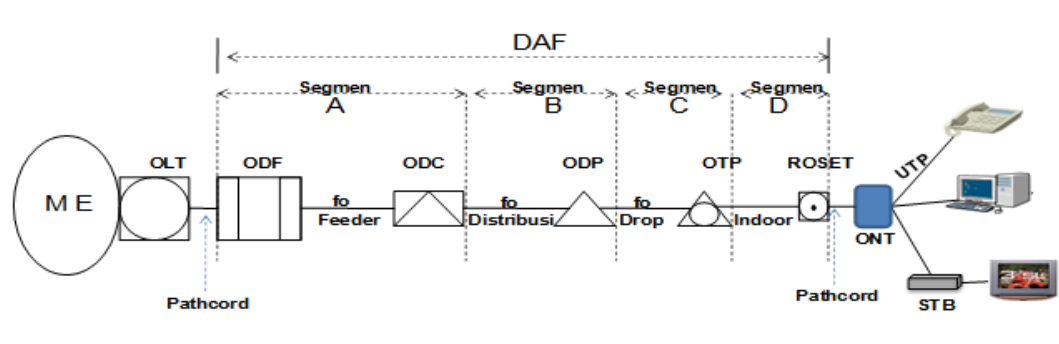 DAF
Segmen
A
Segmen
B
Segmen
C
Segmen
D
OLT
ODF
ODC
ODP
OTP
ROSET
UTP
M E
fo
Feeder
fo
Distribusi
fo
Drop
Indoor
ONT
Pathcord
Pathcord
STB